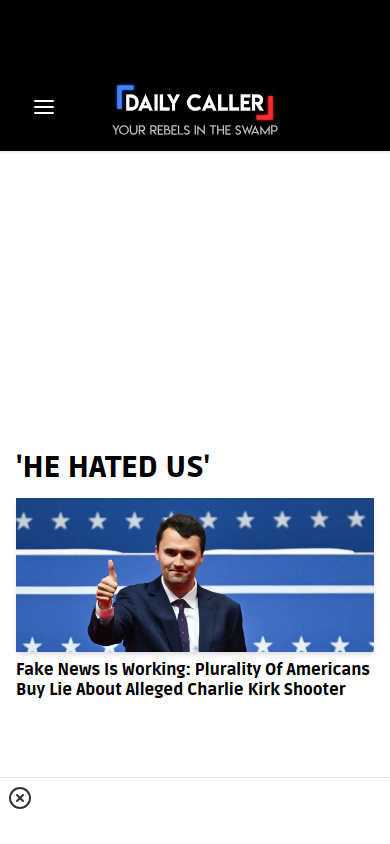 DAILY CALLER
YOUR REBELS IN THE SWAMP
'HE HATED US'
Fake News Is Working: Plurality Of Americans
Buy Lie About Alleged Charlie Kirk Shooter